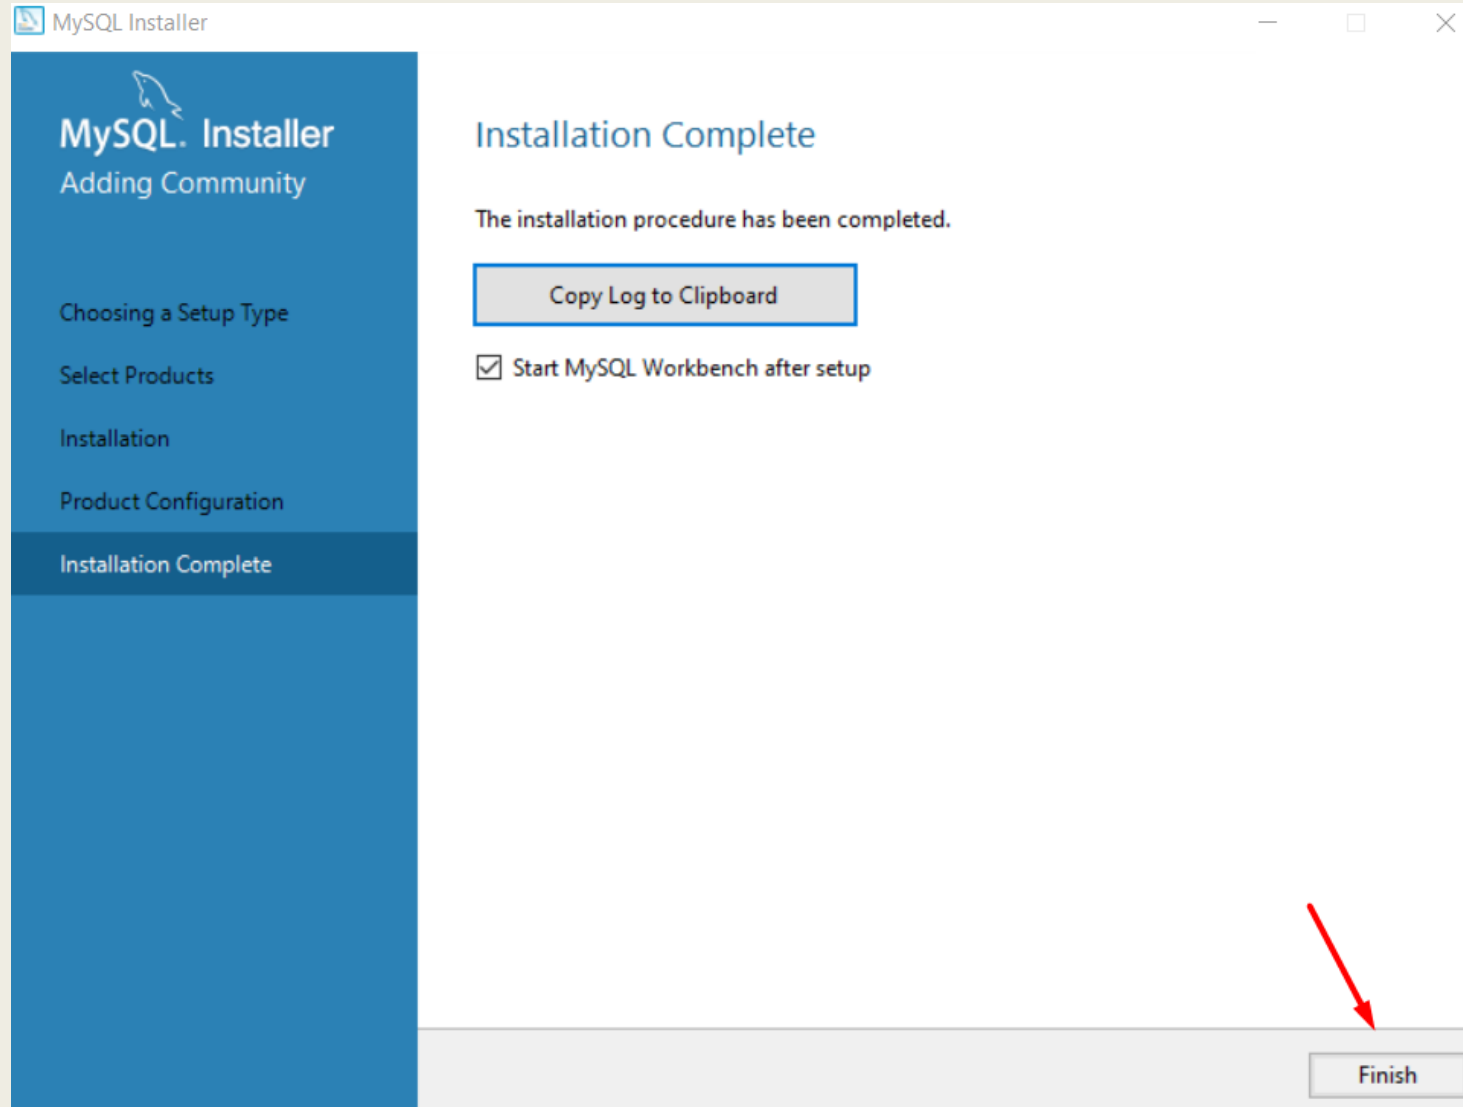 MySQL Installer
MySQL. Installer
Adding Community
Choosing a Setup Type
Select Products
Installation
Product Configuration
Installation Complete
Installation Complete
The installation procedure has been completed.
Copy Log to Clipboard
Start MySQL Workbench after setup
Finish